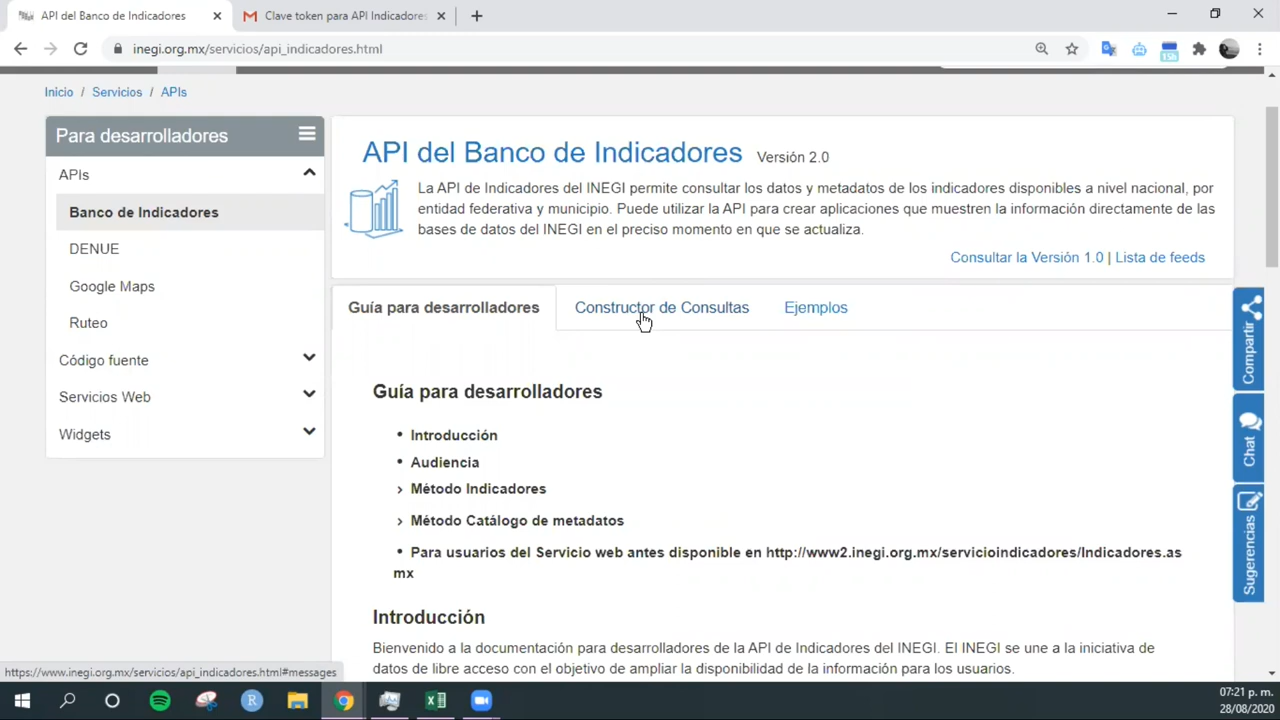 API del Banco de Indicadores
Clave token para API Indicadores
inegi.org.mx/servicios/api_indicadores.html
15h
Inicio / Servicios / APIs
Para desarrolladores
APIs
Banco de Indicadores
DENUE
Google Maps
Ruteo
Código fuente
Servicios Web
Widgets
API del Banco de Indicadores Versión 2.0
La API de Indicadores del INEGI permite consultar los datos y metadatos de los indicadores disponibles a nivel nacional, por
entidad federativa y municipio. Puede utilizar la API para crear aplicaciones que muestren la información directamente de las
bases de datos del INEGI en el preciso momento en que se actualiza.
Consultar la Versión 1.0 | Lista de feeds
Guía para desarrolladores Constructor de Consultas Ejemplos
Guía para desarrolladores
• Introducción
• Audiencia
› Método Indicadores
› Método Catálogo de metadatos
• Para usuarios del Servicio web antes disponible en http://www2.inegi.org.mx/servicioindicadores/Indicadores.as
mx
Introducción
Bienvenido a la documentación para desarrolladores de la API de Indicadores del INEGI. El INEGI se une a la iniciativa
de datos de libre acceso con el objetivo de ampliar la disponibilidad de la información para los usuarios.
Compartir
Chat
Sugerencias
https://www.inegi.org.mx/servicios/api_indicadores.html#messages
R
07:21 p. m.
28/08/2020